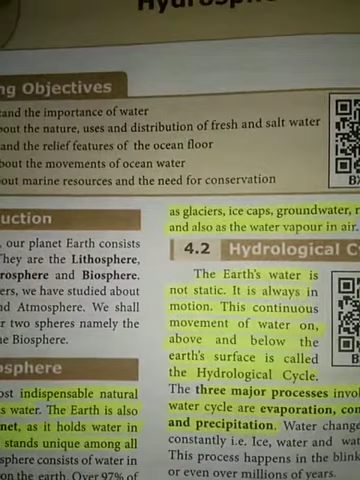 Hydrosphe
ng Objectives
tand the importance of water
bout the nature, uses and distribution of fresh and salt water
and the relief features of the ocean floor
bout the movements of ocean water
bout marine resources and the need for conservation
uction
, our planet Earth consists
They are the Lithosphere,
rosphere and Biosphere.
ers, we have studied about
nd Atmosphere. We shall
r two spheres namely the
he Biosphere.
osphere
ost indispensable natural
s water. The Earth is also
net, as it holds water in
stands unique among all
sphere consists of water in
on the earth. Over 97% of
as glaciers, ice caps, groundwater, r
and also as the water vapour in air.
4.2 Hydrological C
The Earth's water is
not static. It is always in
motion. This continuous
movement of water on,
above and below the
earth's surface is called
the Hydrological Cycle.
The three major processes invol
water cycle are evaporation, con
and precipitation. Water change
constantly i.e. Ice, water and wat
This process happens in the blink
or even over millions of years.